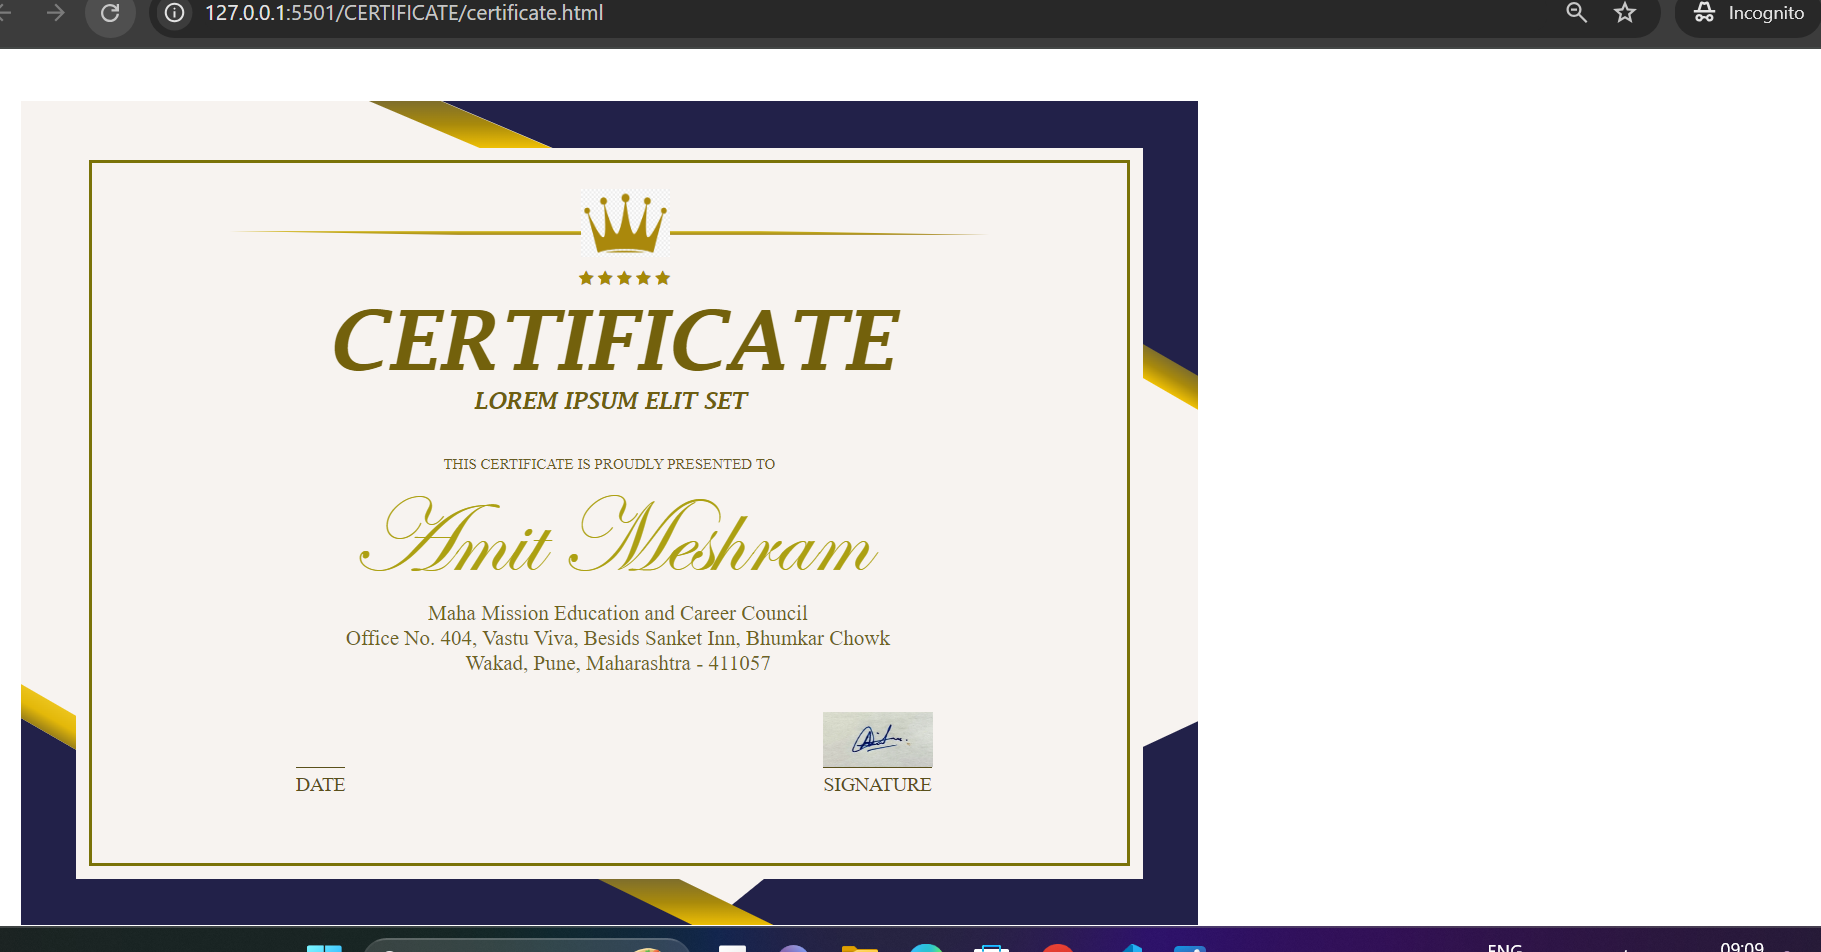 127.0.0.1:5501/CERTIFICATE/certificate.html
Incognito
CERTIFICATE
LOREM IPSUM ELIT SET
THIS CERTIFICATE IS PROUDLY PRESENTED TO
Amit Meshram
Maha Mission Education and Career Council
Office No. 404, Vastu Viva, Besids Sanket Inn, Bhumkar Chowk
Wakad, Pune, Maharashtra - 411057
DATE
SIGNATURE
ENG
09:09